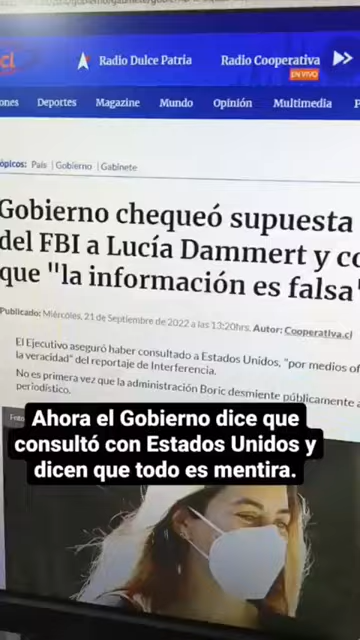 Radio Dulce Patria
Radio Cooperativa
EN VIVO
Deportes
Magazine
Mundo
Opinión
Multimedia
País | Gobierno | Gabinete
Gobierno chequeó supuesta
del FBI a Lucía Dammert y
que "la información es falsa"
Publicado: Miércoles, 21 de Septiembre de 2022 a las 13:20hrs. Autor: Cooperativa.cl
El Ejecutivo aseguró haber consultado a Estados Unidos, "por medios
la veracidad" del reportaje de Interferencia.
No es primera vez que la administración Boric desmiente públicamente
periodístico.
Ahora el Gobierno dice que
consultó con Estados Unidos y
dicen que todo es mentira.